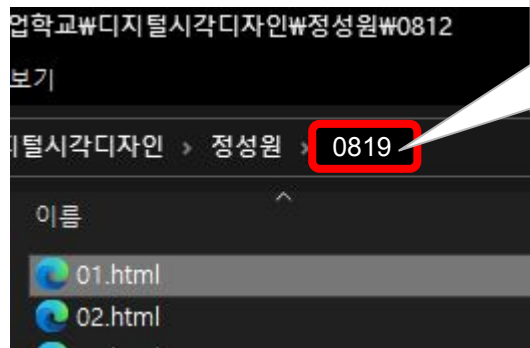 업학교₩디지털시각디자인₩정성원₩0812
보기
지털시각디자인 > 정성원 > 0819
이름
01.html
02.html